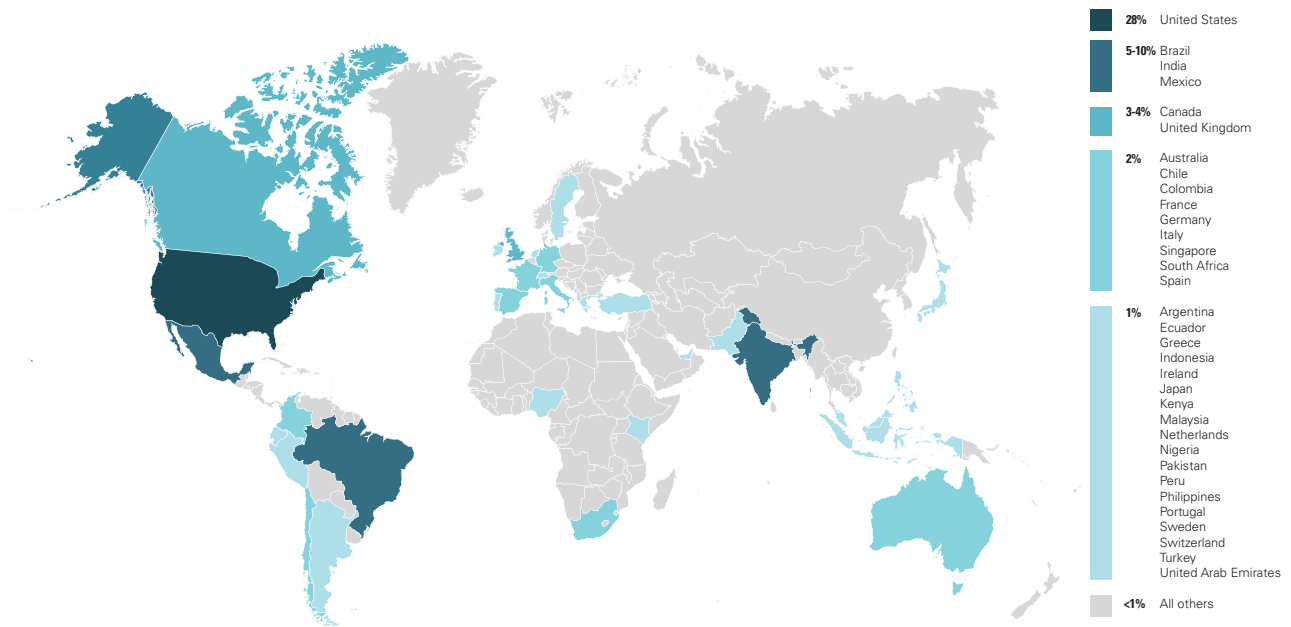 28% United States
5-10% Brazil
India
Mexico
3-4% Canada
United Kingdom
2% Australia
Chile
Colombia
France
Germany
Italy
Singapore
South Africa
Spain
1% Argentina
Ecuador
Greece
Indonesia
Ireland
Japan
Kenya
Malaysia
Netherlands
Nigeria
Pakistan
Peru
Philippines
Portugal
Sweden
Switzerland
Turkey
United Arab Emirates
<1% All others